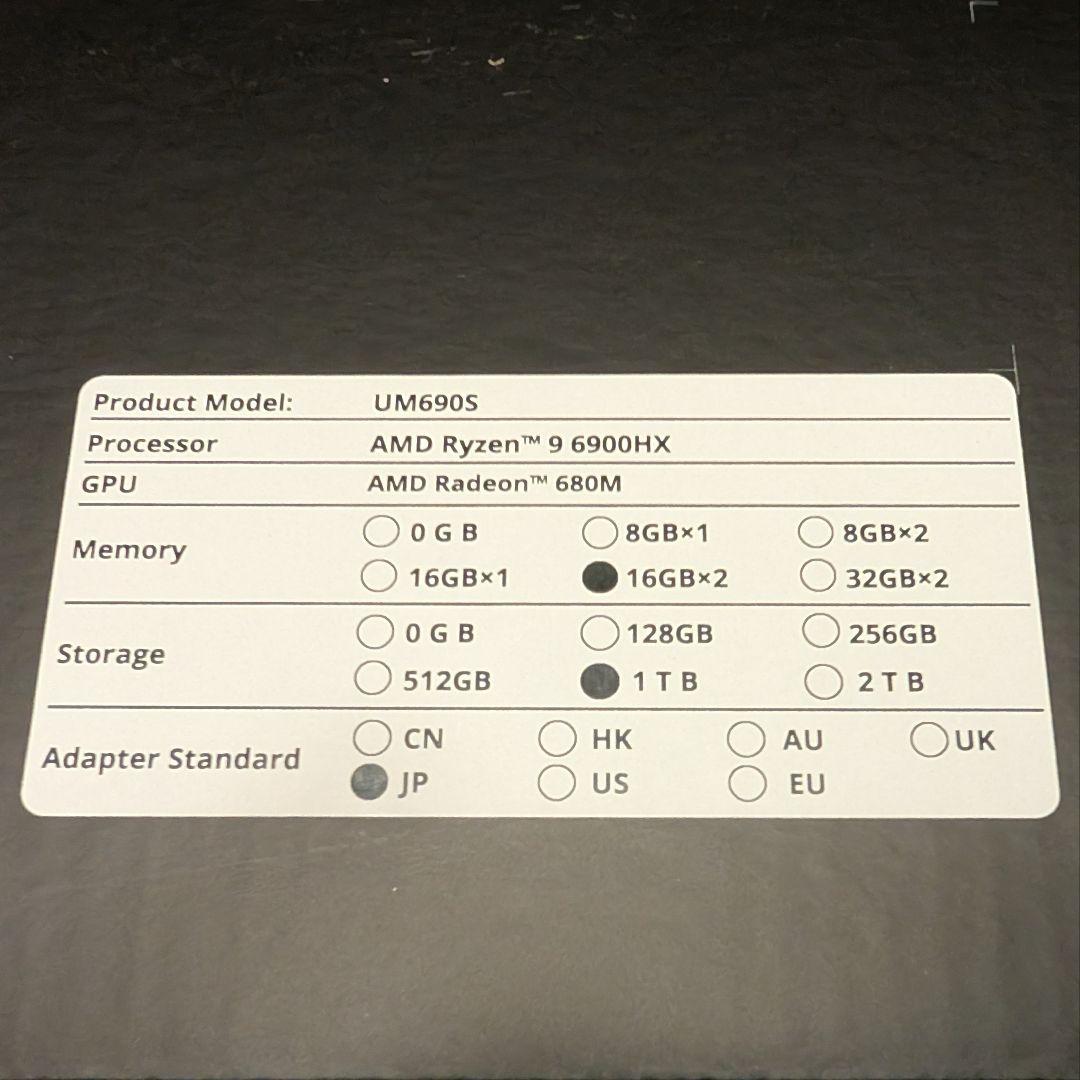 Product Model: UM690S
Processor AMD Ryzen™ 9 6900HX
GPU AMD Radeon™ 680M
Memory
0 G B 8GB×1 8GB×2
16GB×1 16GB×2 32GB×2
Storage
0 G B 128GB 256GB
512GB 1 T B 2 T B
Adapter Standard
CN HK AU UK
JP US EU